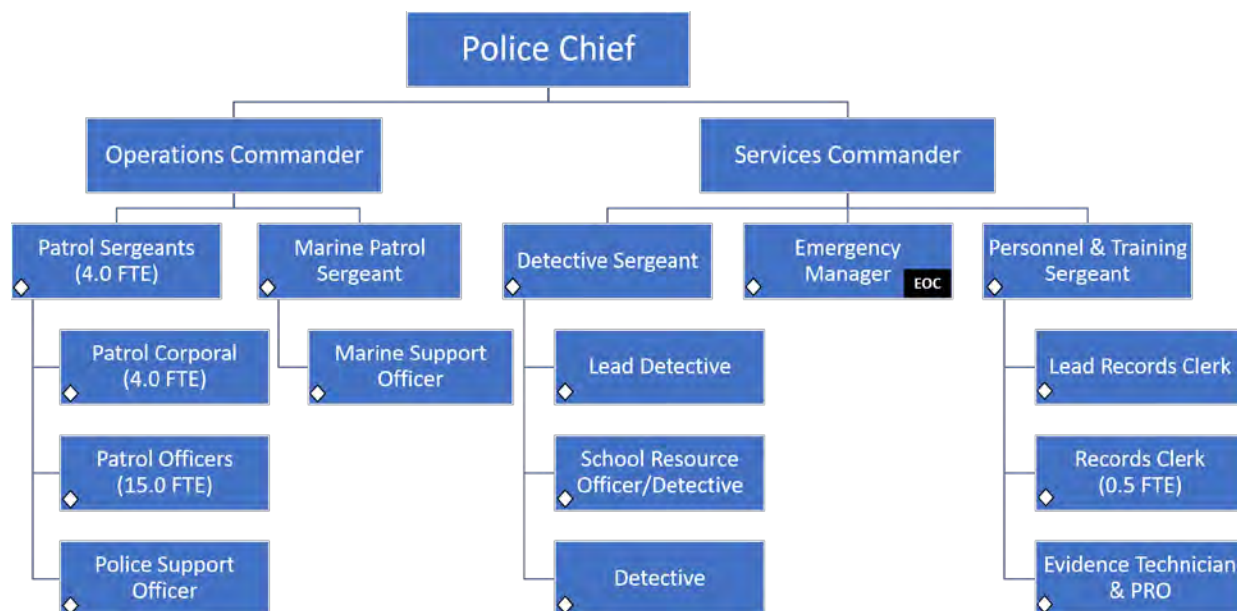 Police Chief
Operations Commander
Services Commander
Patrol Sergeants
(4.0 FTE)
Marine Patrol
Sergeant
Detective Sergeant
Emergency
Manager
EOC
Personnel & Training
Sergeant
Patrol Corporal
(4.0 FTE)
Marine Support
Officer
Lead Detective
Lead Records Clerk
Patrol Officers
(15.0 FTE)
School Resource
Officer/Detective
Records Clerk
(0.5 FTE)
Police Support
Officer
Detective
Evidence Technician
& PRO